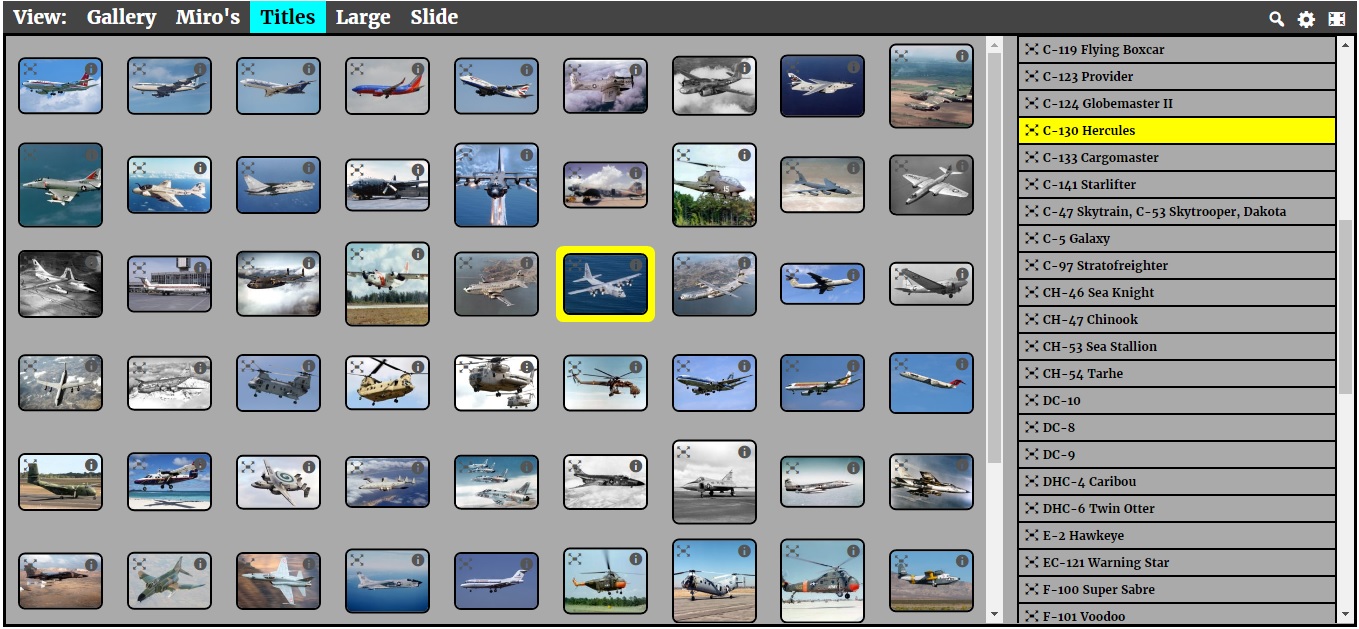 View: Gallery Miro's Titles Large Slide
C-119 Flying Boxcar
C-123 Provider
C-124 Globemaster II
C-130 Hercules
C-133 Cargomaster
C-141 Starlifter
C-47 Skytrain, C-53 Skytrooper, Dakota
C-5 Galaxy
C-97 Stratofreighter
CH-46 Sea Knight
CH-47 Chinook
CH-53 Sea Stallion
CH-54 Tarhe
DC-10
DC-8
DC-9
DHC-4 Caribou
DHC-6 Twin Otter
E-2 Hawkeye
EC-121 Warning Star
F-100 Super Sabre
F-101 Voodoo